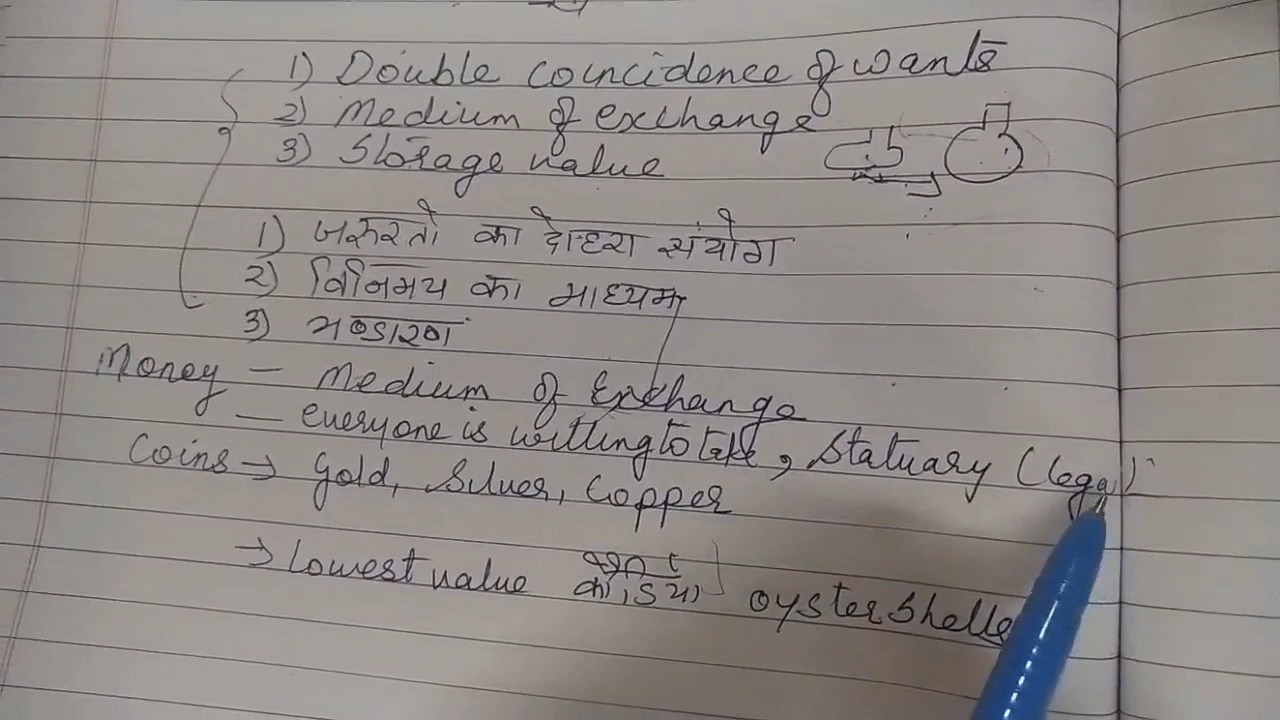 1) Double coincidence of wants
2) Medium of exchange
3) Storage value
1) जरुरतो का दोहरा संयोग
2) विनिमय का माध्यम
3) भण्डारण
Money — Medium of Exchange
— everyone is willing to take, Statuary (legal)
Coins → Gold, Silver, Copper
→ Lowest value कौड़िया oyster shells